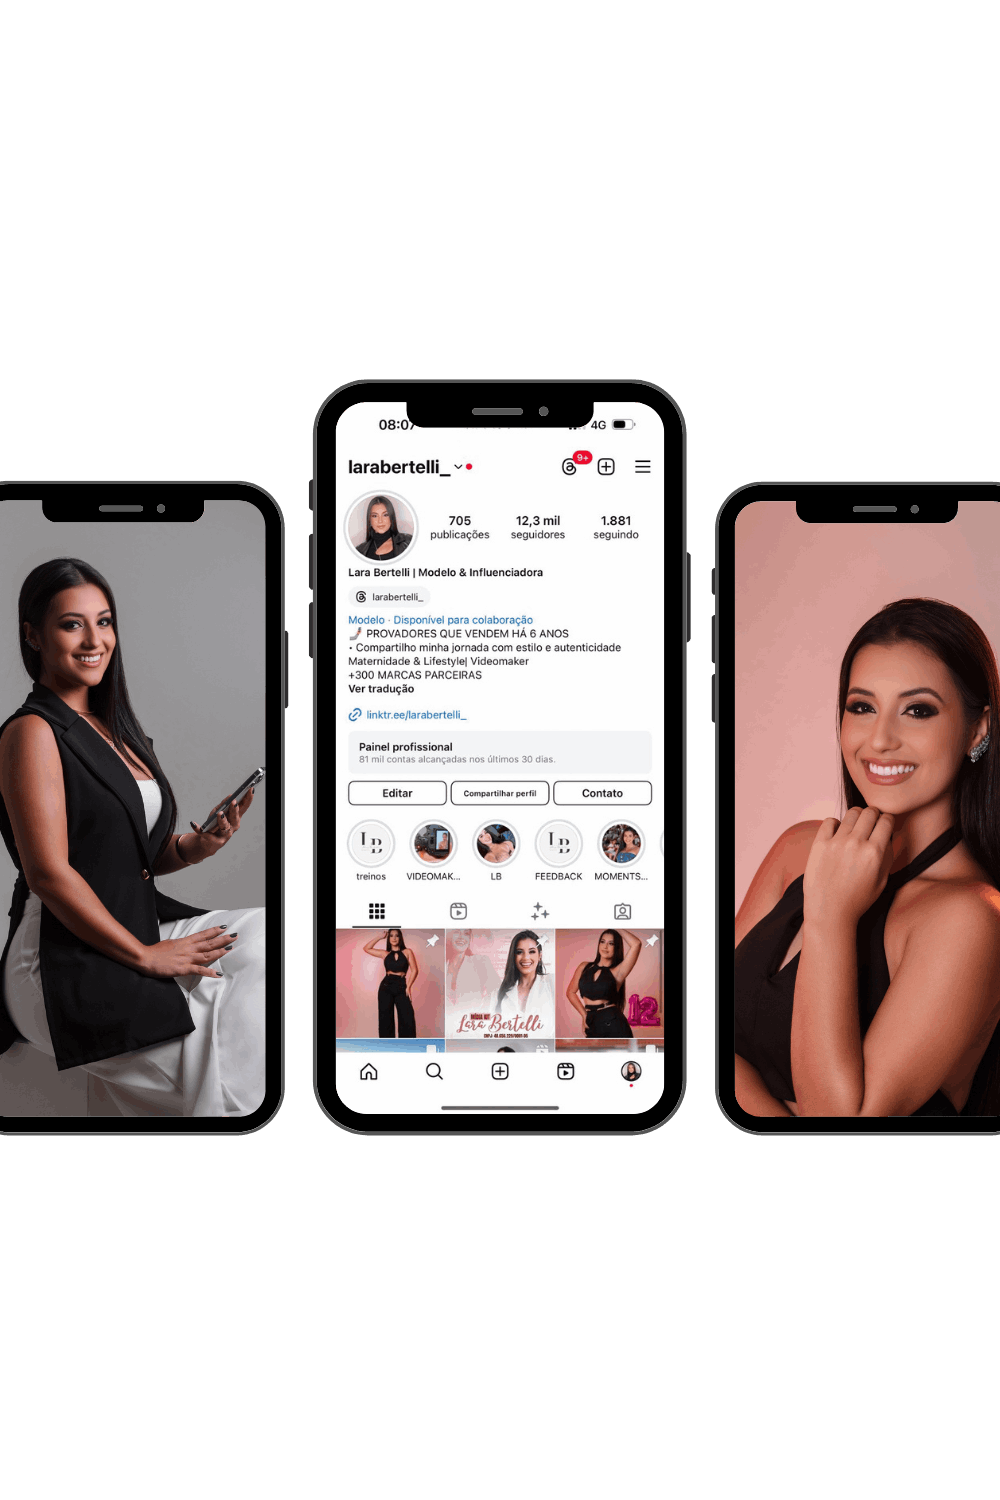 08:07
4G
larabertelli_
9+
705
publicações
12,3 mil
seguidores
1.881
seguindo
Lara Bertelli | Modelo & Influenciadora
larabertelli_
Modelo · Disponível para colaboração
PROVADORES QUE VENDEM HÁ 6 ANOS
• Compartilho minha jornada com estilo e autenticidade
Maternidade & Lifestyle| Videomaker
+300 MARCAS PARCEIRAS
Ver tradução
linktr.ee/larabertelli_
Painel profissional
81 mil contas alcançadas nos últimos 30 dias.
Editar
Compartilhar perfil
Contato
L B
L B
treinos
VIDEOMAK...
LB
FEEDBACK
MOMENTS...
MÍDIA KIT
Lara Bertelli
12